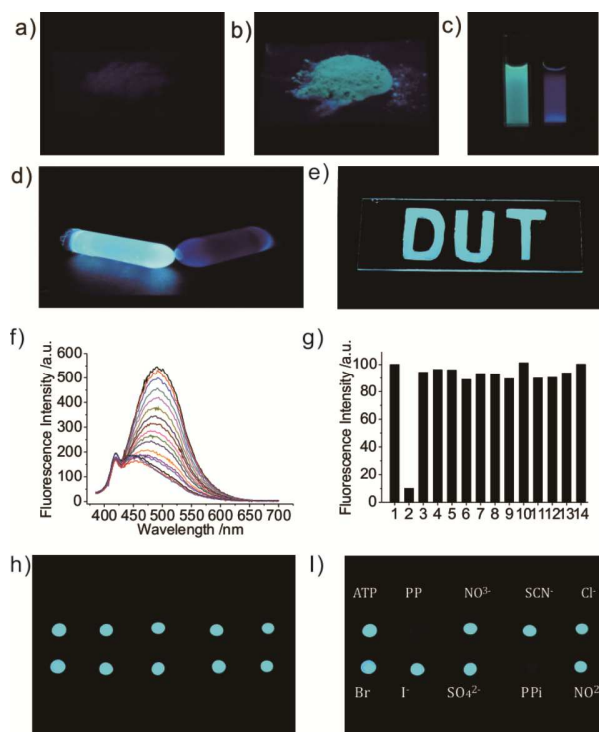 a)
b)
c)
d)
e)
DUT
f)
g)
Fluorescence Intensity /a.u.
600
500
400
300
200
100
0
400 450 500 550 600 650 700
Wavelength /nm
Fluorescence Intensity /a.u.
100
80
60
40
20
0
1 2 3 4 5 6 7 8 9 10 11 12 13 14
h)
I)
ATP PP NO³⁻ SCN⁻ Cl⁻
Br I⁻ SO₄²⁻ PPi NO²